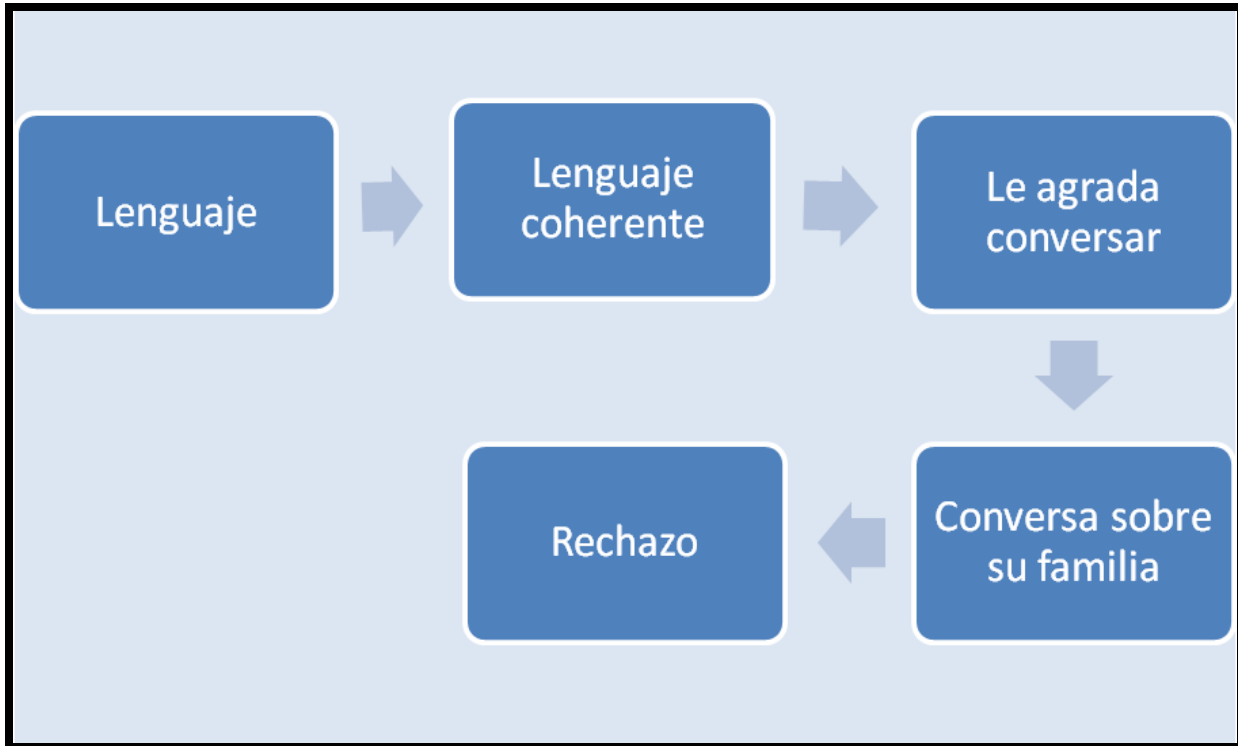 Lenguaje
Lenguaje
coherente
Le agrada
conversar
Conversa sobre
su familia
Rechazo